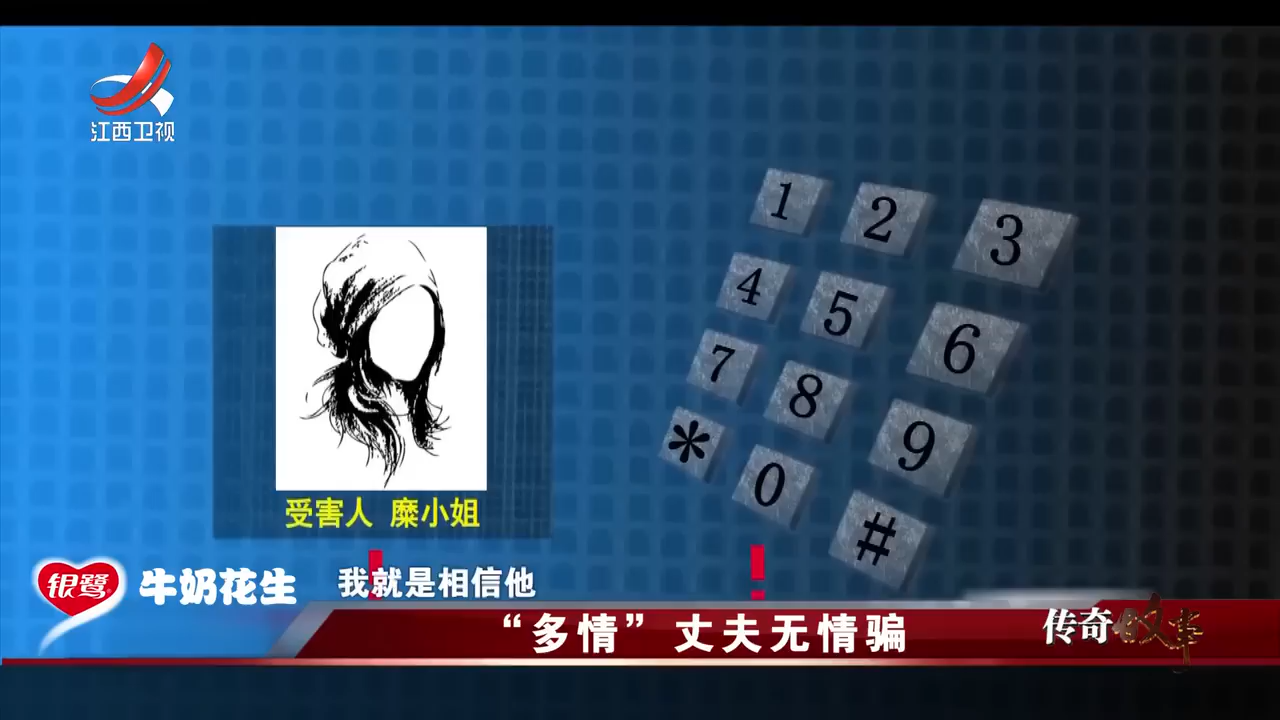 江西卫视
1 2 3
4 5 6
7 8 9
* 0 #
受害人 糜小姐
银鹭
牛奶花生
我就是相信他
“多情”丈夫无情骗
传奇故事